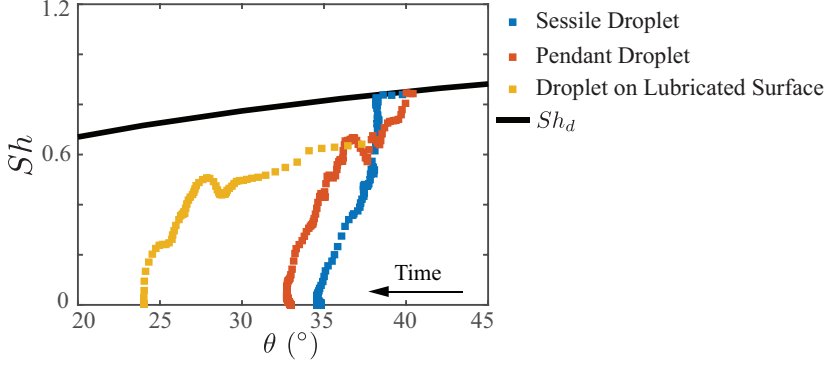 1.2
0.6
0
Sh
20
25
30
35
40
45
θ (°)
Time
Sessile Droplet
Pendant Droplet
Droplet on Lubricated Surface
Sh_d